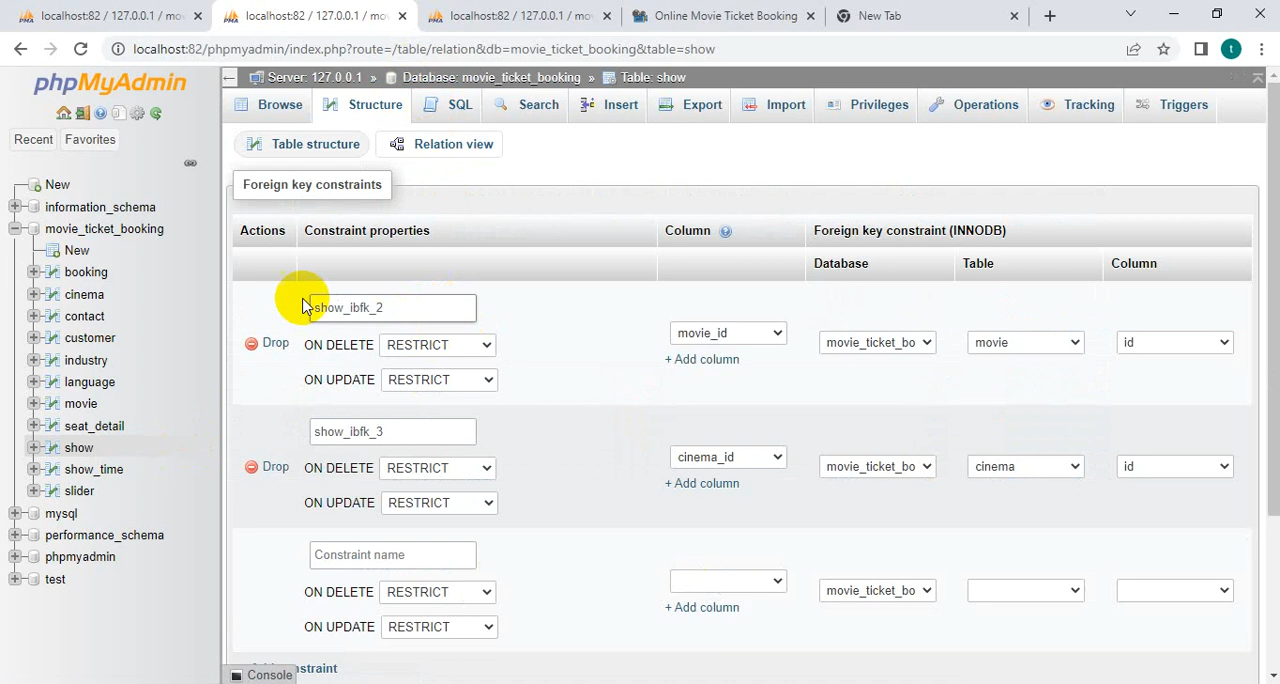 localhost:82 / 127.0.0.1 / mov
localhost:82 / 127.0.0.1 / mov
localhost:82 / 127.0.0.1 / mov
Online Movie Ticket Booking
New Tab
localhost:82/phpmyadmin/index.php?route=/table/relation&db=movie_ticket_booking&table=show
t
phpMyAdmin
Recent
Favorites
New
information_schema
movie_ticket_booking
New
booking
cinema
contact
customer
industry
language
movie
seat_detail
show
show_time
slider
mysql
performance_schema
phpmyadmin
test
Server: 127.0.0.1 » Database: movie_ticket_booking » Table: show
Browse
Structure
SQL
Search
Insert
Export
Import
Privileges
Operations
Tracking
Triggers
Table structure
Relation view
Foreign key constraints
Actions
Constraint properties
Column
Foreign key constraint (INNODB)
Database
Table
Column
show_ibfk_2
Drop
ON DELETE RESTRICT
ON UPDATE RESTRICT
movie_id
+ Add column
movie_ticket_bo
movie
id
show_ibfk_3
Drop
ON DELETE RESTRICT
ON UPDATE RESTRICT
cinema_id
+ Add column
movie_ticket_bo
cinema
id
Constraint name
ON DELETE RESTRICT
ON UPDATE RESTRICT
+ Add column
movie_ticket_bo
Console